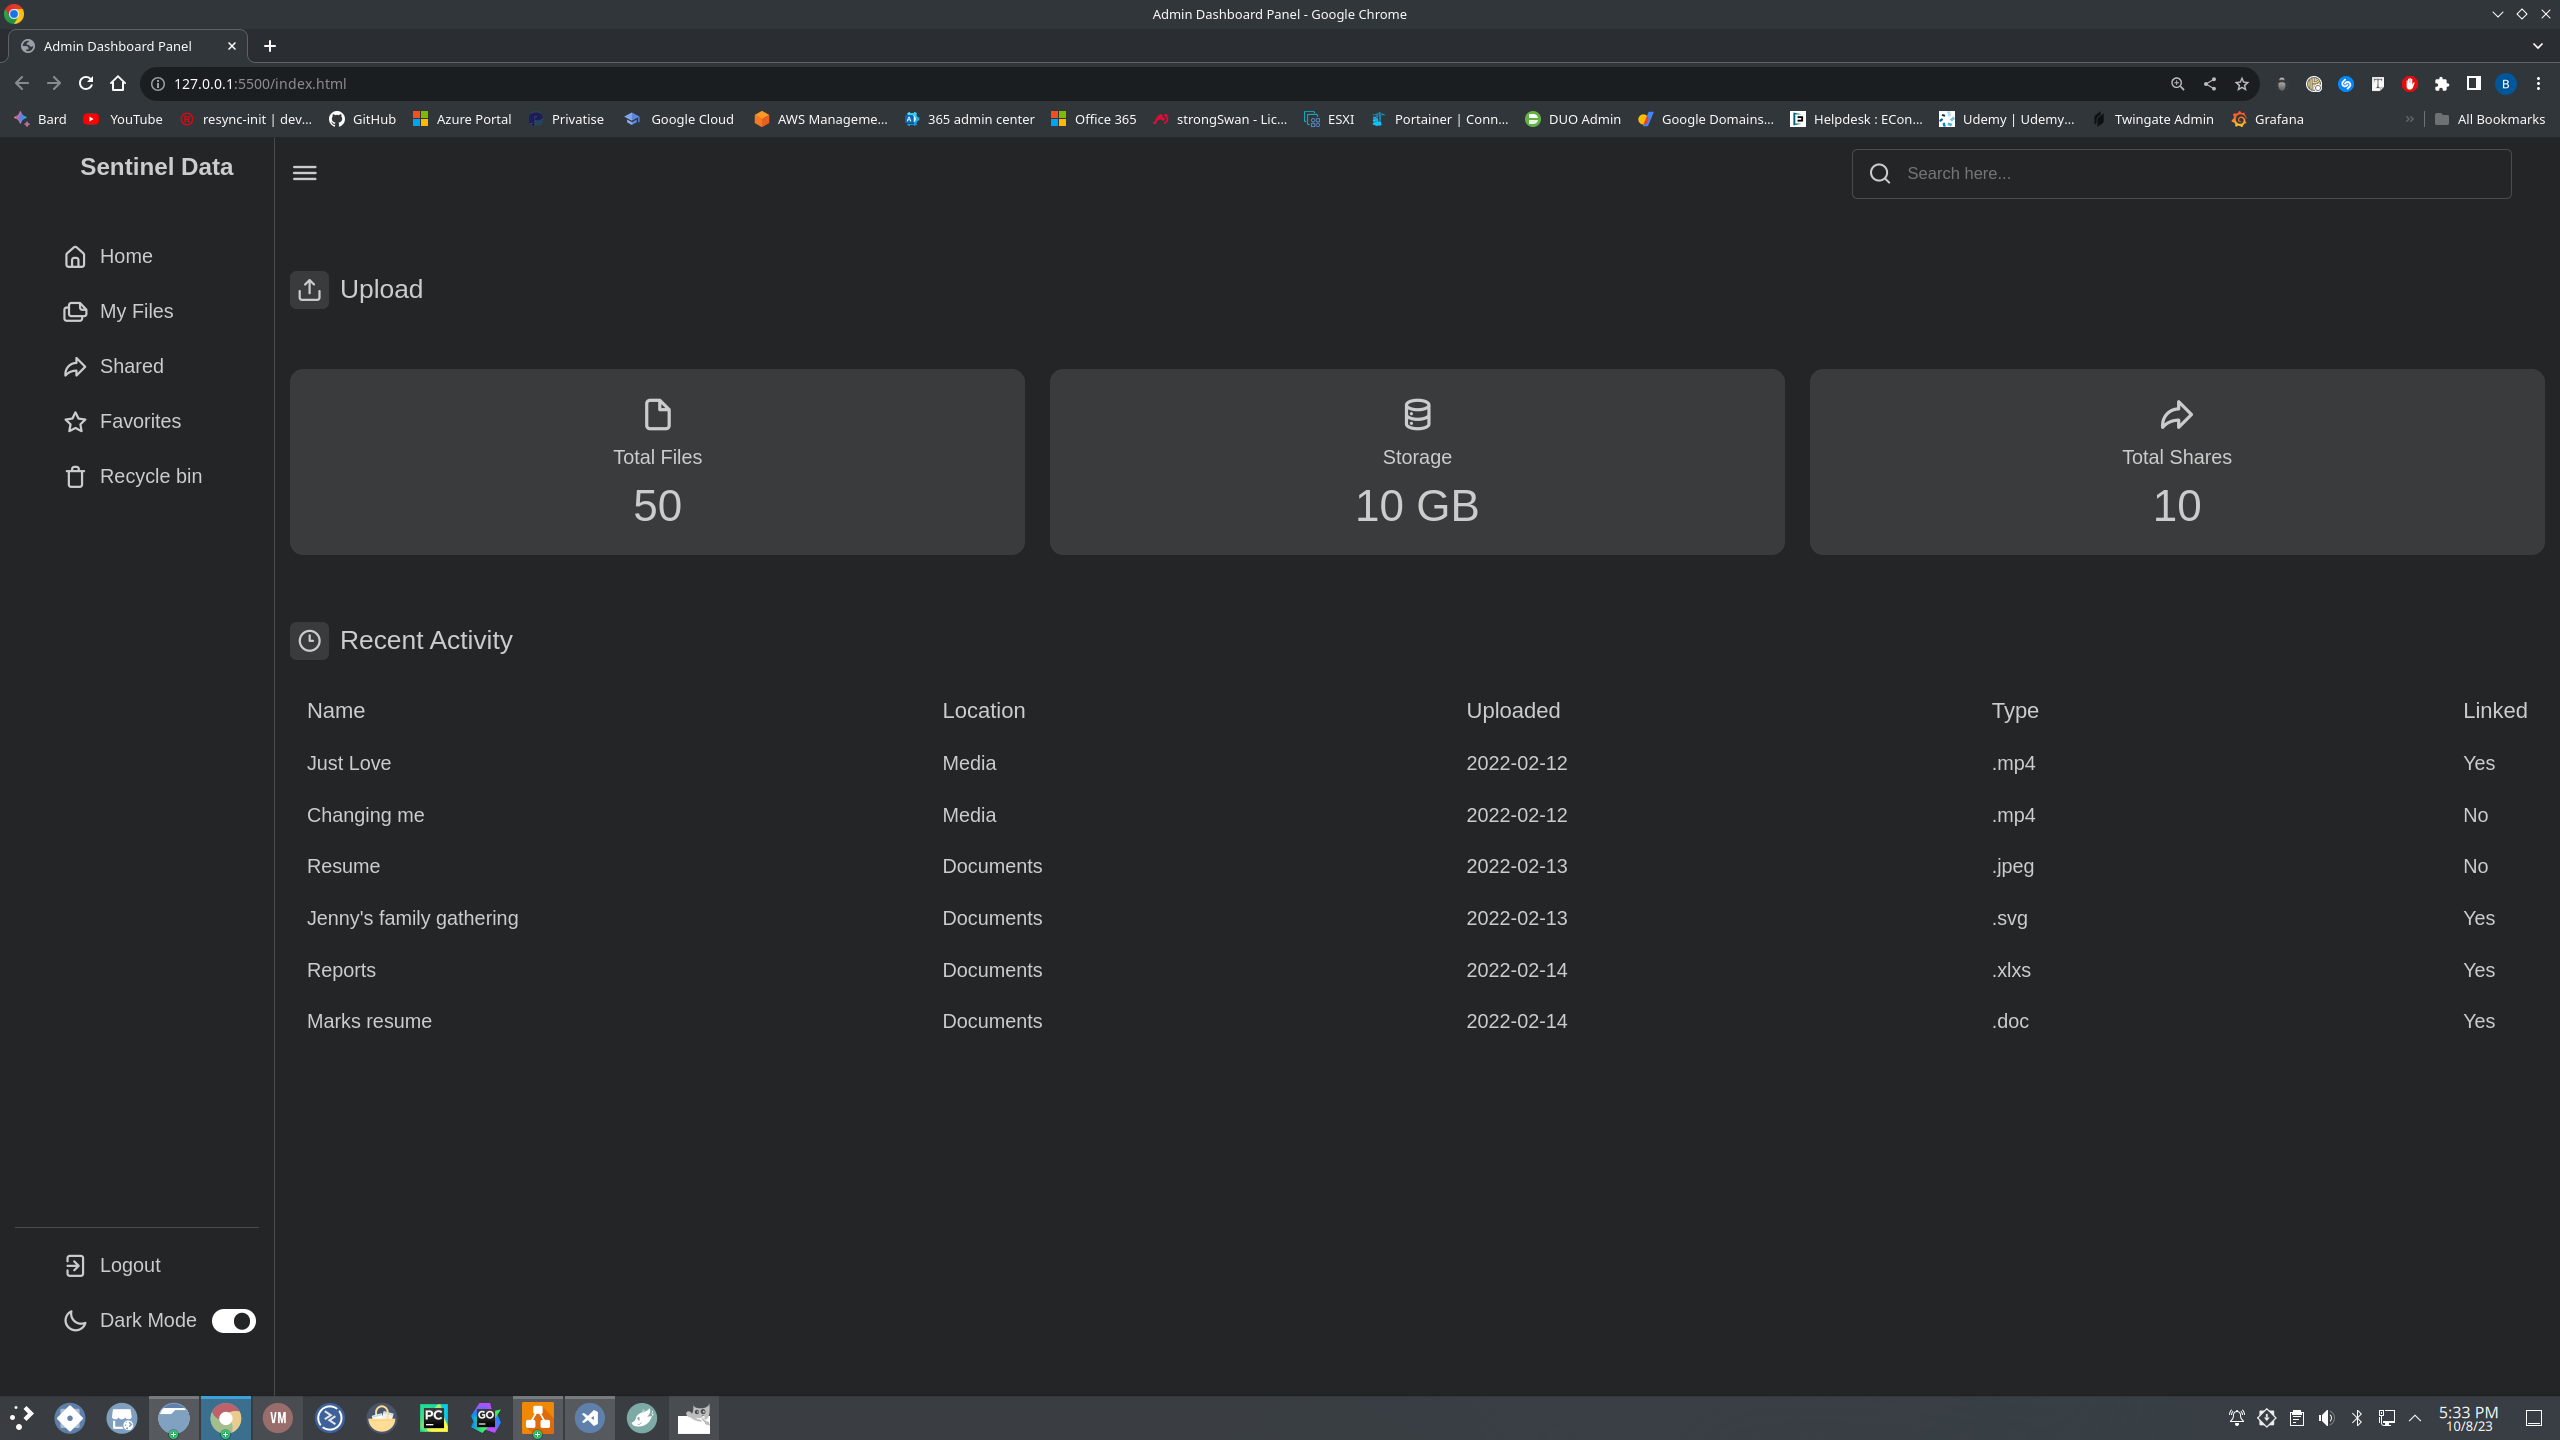 Admin Dashboard Panel - Google Chrome
Admin Dashboard Panel
127.0.0.1:5500/index.html
B
Bard YouTube resync-init | dev... GitHub Azure Portal Privatise Google Cloud AWS Manageme... 365 admin center Office 365 strongSwan - Lic... ESXI Portainer | Conn... DUO Admin Google Domains... Helpdesk : ECon... Udemy | Udemy... Twingate Admin Grafana » All Bookmarks
Sentinel Data
Search here...
Home
My Files
Shared
Favorites
Recycle bin
Upload
Total Files
50
Storage
10 GB
Total Shares
10
Recent Activity
Name Location Uploaded Type Linked
Just Love Media 2022-02-12 .mp4 Yes
Changing me Media 2022-02-12 .mp4 No
Resume Documents 2022-02-13 .jpeg No
Jenny's family gathering Documents 2022-02-13 .svg Yes
Reports Documents 2022-02-14 .xlxs Yes
Marks resume Documents 2022-02-14 .doc Yes
Logout
Dark Mode
VM
PC
GO
5:33 PM
10/8/23